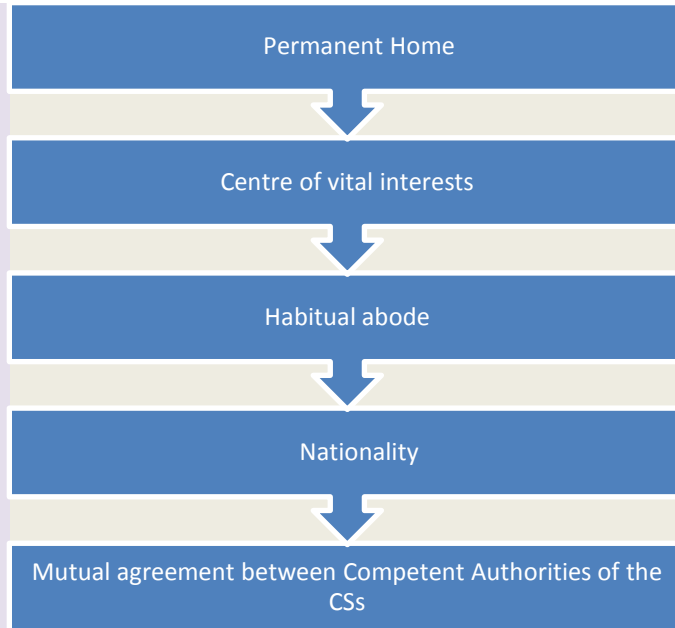 Permanent Home
Centre of vital interests
Habitual abode
Nationality
Mutual agreement between Competent Authorities of the
CSs